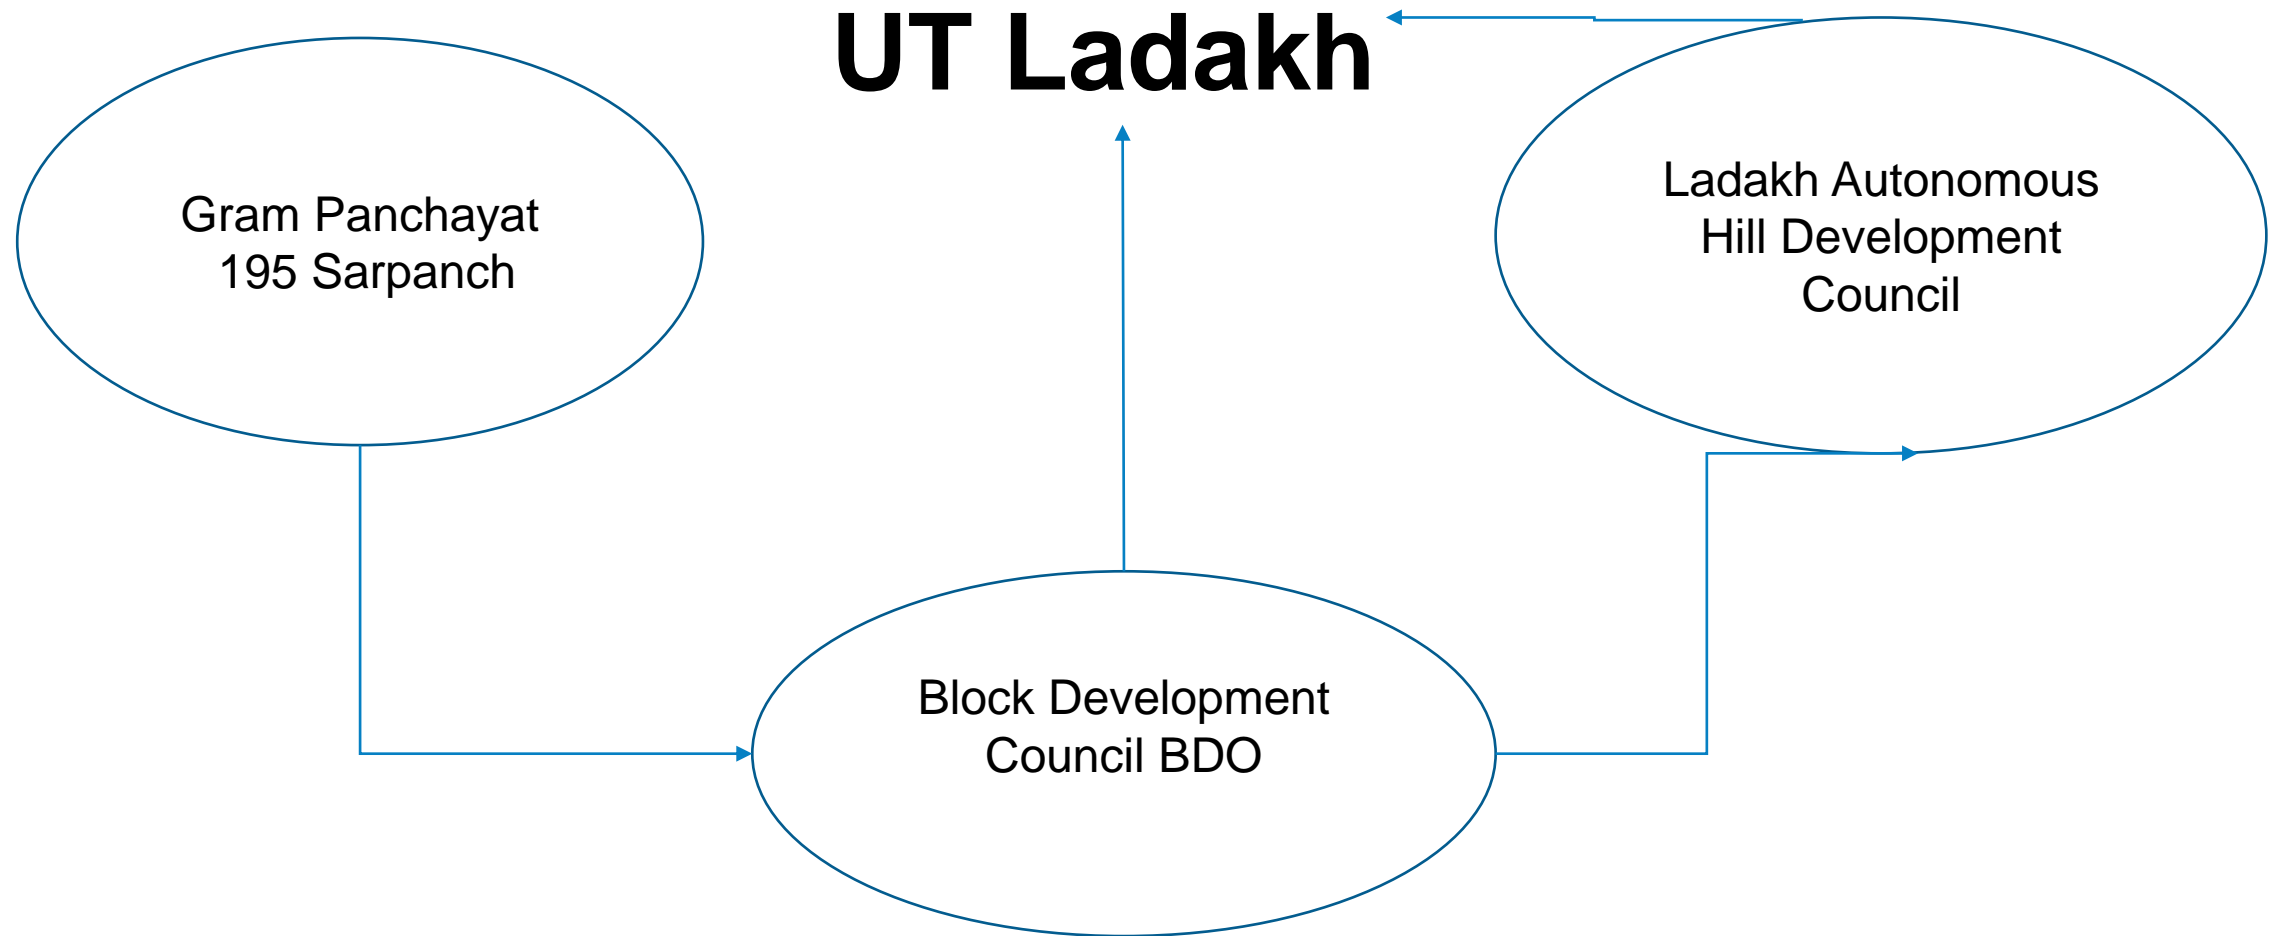 UT Ladakh
Gram Panchayat
195 Sarpanch
Ladakh Autonomous
Hill Development
Council
Block Development
Council BDO